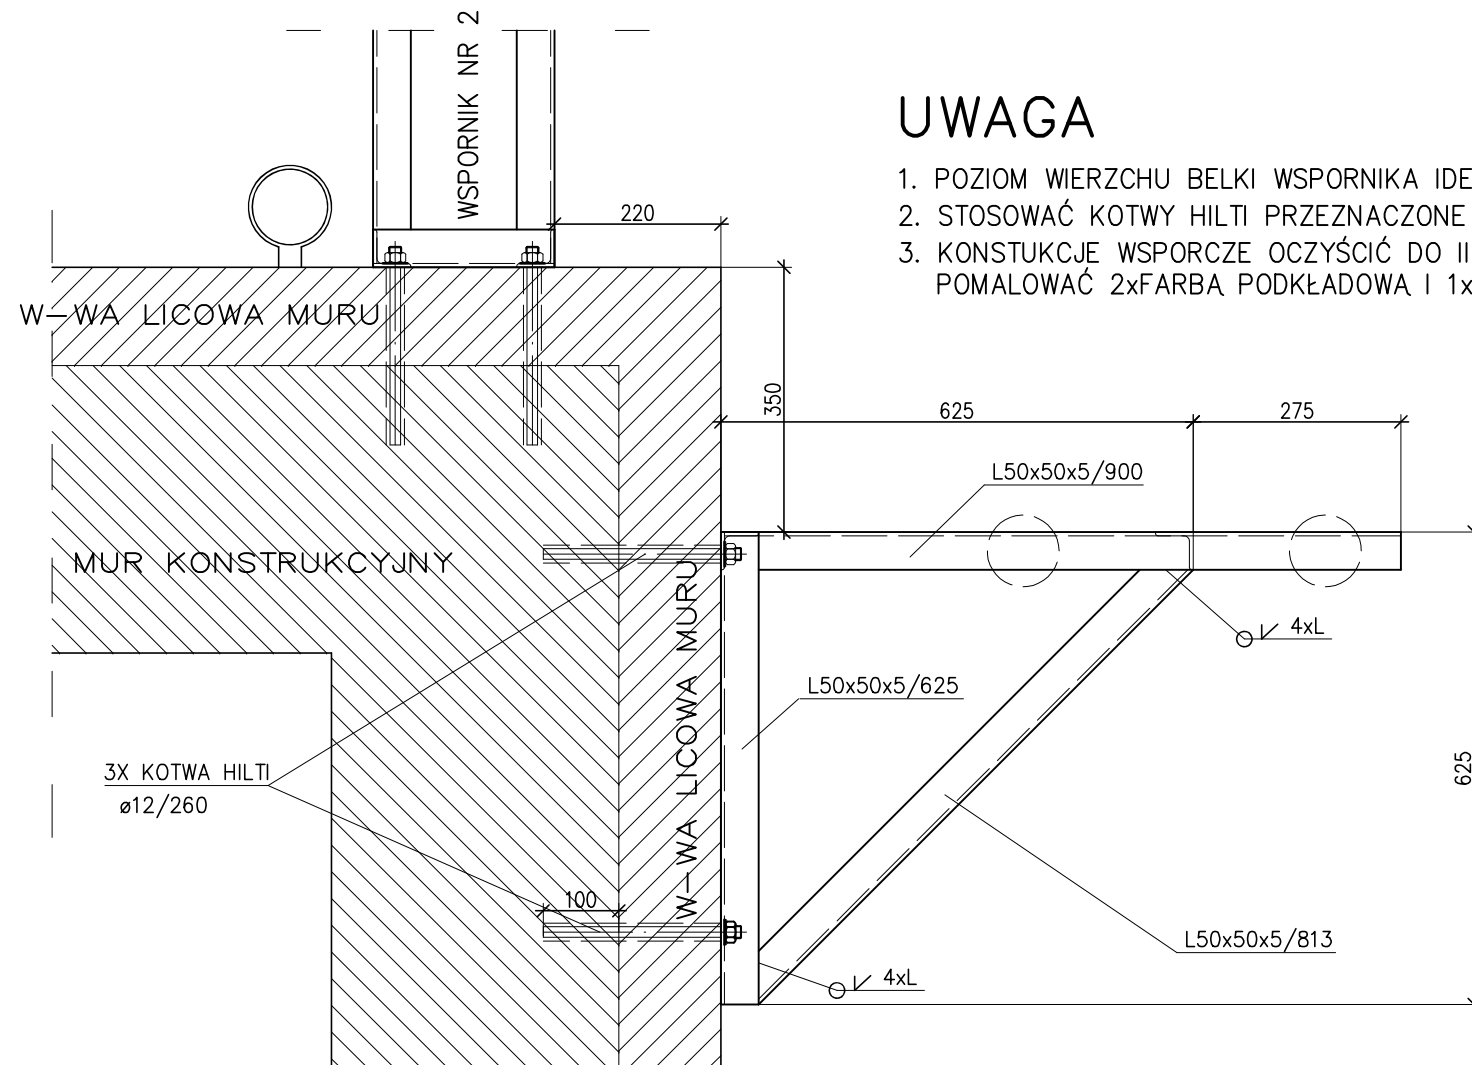 WSPORNIK NR 2
UWAGA
1. POZIOM WIERZCHU BELKI WSPORNIKA IDE
2. STOSOWAĆ KOTWY HILTI PRZEZNACZONE
3. KONSTUKCJE WSPORCZE OCZYŚCIĆ DO II
POMALOWAĆ 2xFARBĄ PODKŁADOWĄ I 1x
220
W-WA LICOWA MURU
350
625
275
L50x50x5/900
MUR KONSTRUKCYJNY
W-WA LICOWA MURU
4xL
L50x50x5/625
625
3X KOTWA HILTI
ø12/260
100
L50x50x5/813
4xL